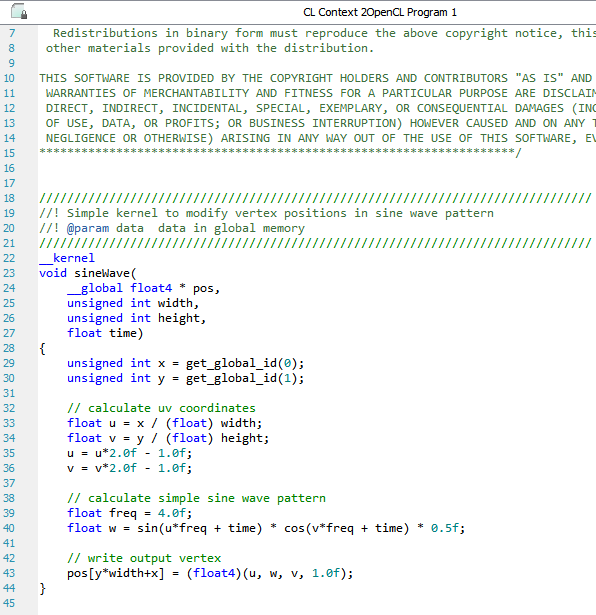 CL Context 2OpenCL Program 1
7 Redistributions in binary form must reproduce the above copyright notice, this
8 other materials provided with the distribution.
9
10 THIS SOFTWARE IS PROVIDED BY THE COPYRIGHT HOLDERS AND CONTRIBUTORS "AS IS" AND
11 WARRANTIES OF MERCHANTABILITY AND FITNESS FOR A PARTICULAR PURPOSE ARE DISCLAIM
12 DIRECT, INDIRECT, INCIDENTAL, SPECIAL, EXEMPLARY, OR CONSEQUENTIAL DAMAGES (INC
13 OF USE, DATA, OR PROFITS; OR BUSINESS INTERRUPTION) HOWEVER CAUSED AND ON ANY T
14 NEGLIGENCE OR OTHERWISE) ARISING IN ANY WAY OUT OF THE USE OF THIS SOFTWARE, EV
15 ********************************************************************/
16
17
18 ///////////////////////////////////////////////////////////////////////////////
19 //! Simple kernel to modify vertex positions in sine wave pattern
20 //! @param data  data in global memory
21 ///////////////////////////////////////////////////////////////////////////////
22 __kernel
23 void sineWave(
24     __global float4 * pos,
25     unsigned int width,
26     unsigned int height,
27     float time)
28 {
29     unsigned int x = get_global_id(0);
30     unsigned int y = get_global_id(1);
31
32     // calculate uv coordinates
33     float u = x / (float) width;
34     float v = y / (float) height;
35     u = u*2.0f - 1.0f;
36     v = v*2.0f - 1.0f;
37
38     // calculate simple sine wave pattern
39     float freq = 4.0f;
40     float w = sin(u*freq + time) * cos(v*freq + time) * 0.5f;
41
42     // write output vertex
43     pos[y*width+x] = (float4)(u, w, v, 1.0f);
44 }
45